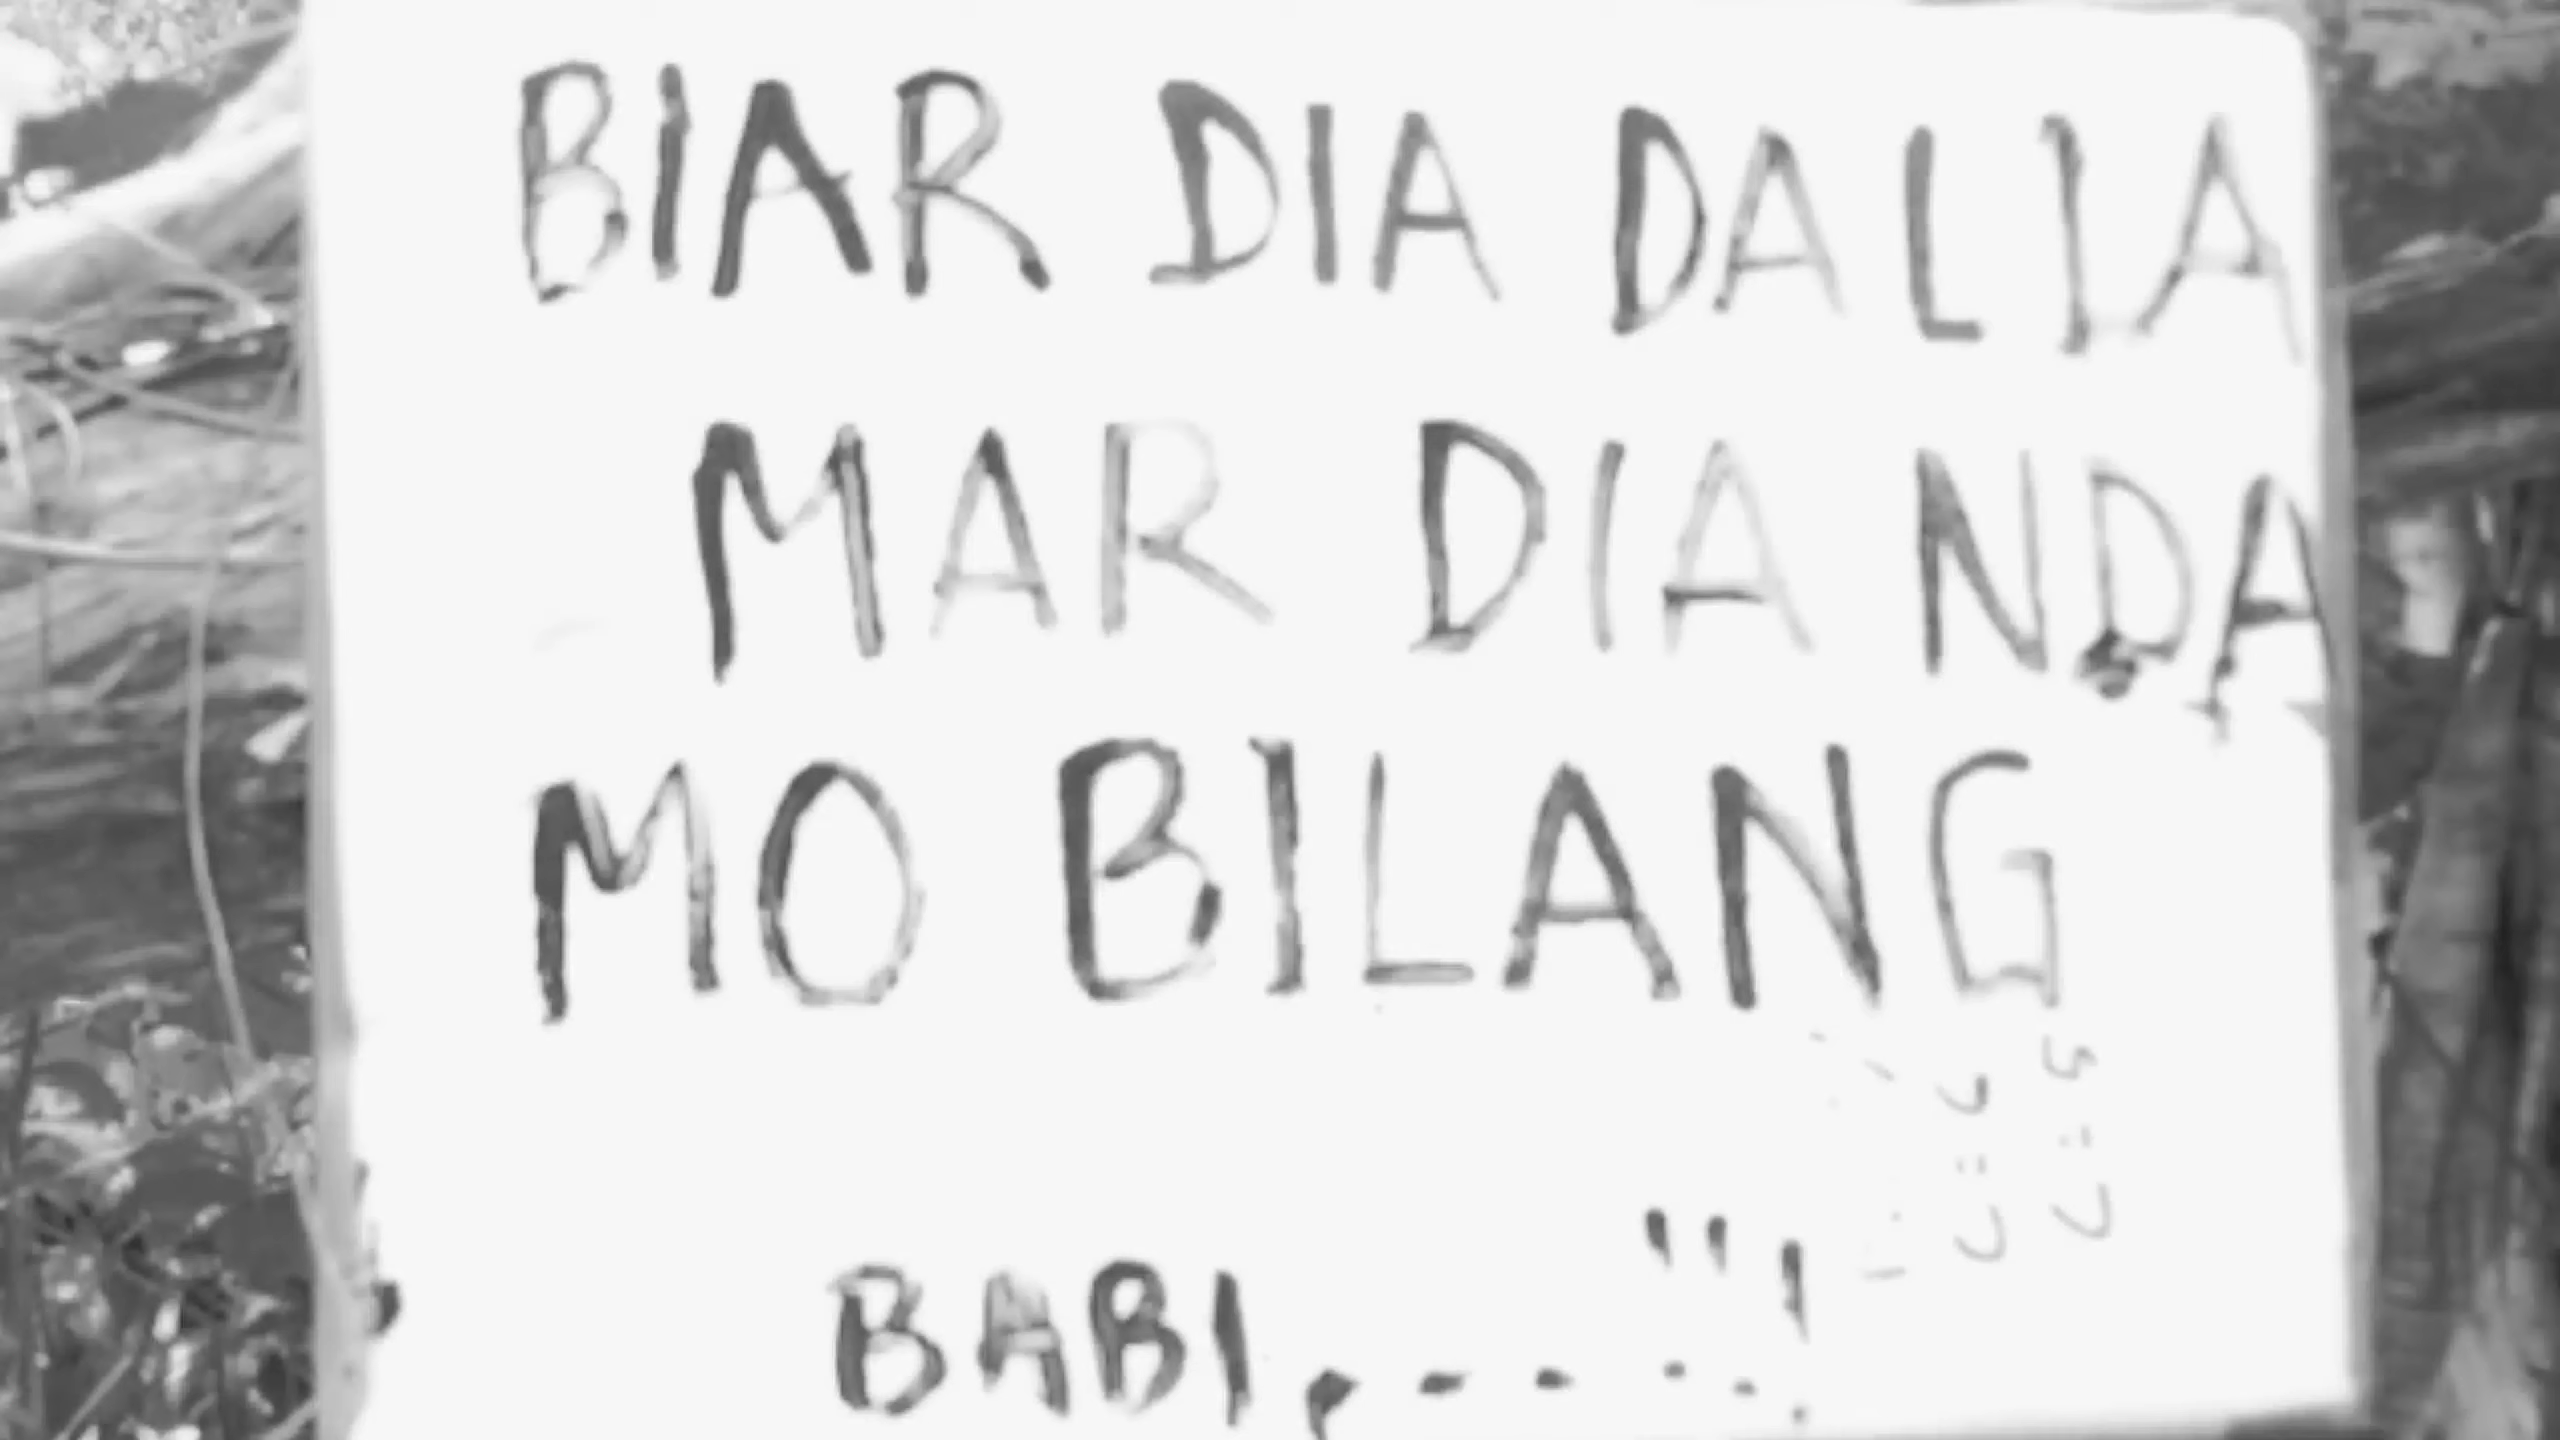 BIAR DIA DALIA
MAR DIA NDA
MO BILANG
BABI,....."!